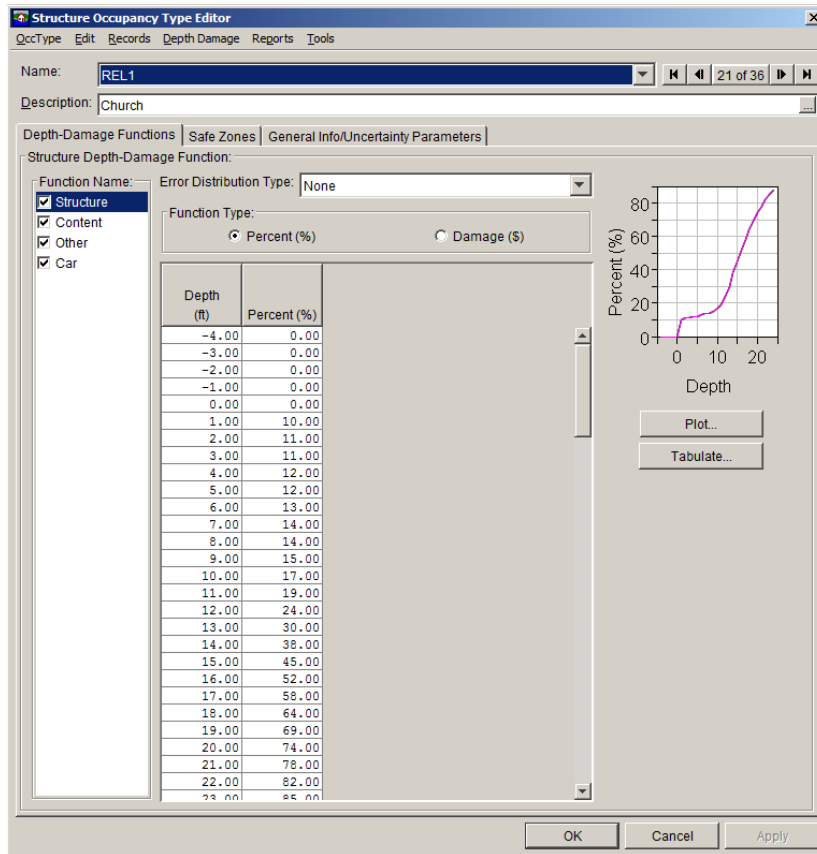 Structure Occupancy Type Editor
OccType Edit Records Depth Damage Reports Tools
Name: REL1 21 of 36
Description: Church ...
Depth-Damage Functions Safe Zones General Info/Uncertainty Parameters
Structure Depth-Damage Function:
Function Name: Error Distribution Type: None
Structure
Content
Other
Car
Function Type:
Percent (%) Damage ($)
Depth
(ft) Percent (%)
-4.00 0.00
-3.00 0.00
-2.00 0.00
-1.00 0.00
0.00 0.00
1.00 10.00
2.00 11.00
3.00 11.00
4.00 12.00
5.00 12.00
6.00 13.00
7.00 14.00
8.00 14.00
9.00 15.00
10.00 17.00
11.00 19.00
12.00 24.00
13.00 30.00
14.00 38.00
15.00 45.00
16.00 52.00
17.00 58.00
18.00 64.00
19.00 69.00
20.00 74.00
21.00 78.00
22.00 82.00
23.00 85.00
Percent (%)
80
60
40
20
0
0 10 20
Depth
Plot...
Tabulate...
OK Cancel Apply